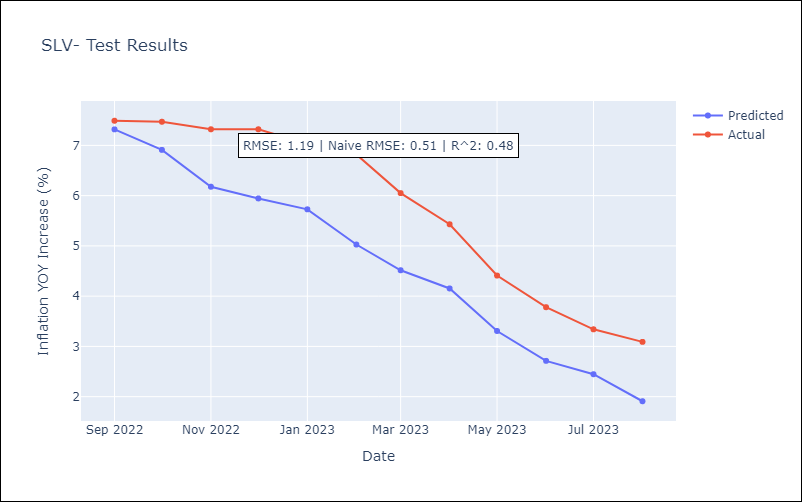 SLV- Test Results
Predicted
Actual
RMSE: 1.19 | Naive RMSE: 0.51 | R^2: 0.48
Inflation YOY Increase (%)
7
6
5
4
3
2
Sep 2022
Nov 2022
Jan 2023
Mar 2023
May 2023
Jul 2023
Date